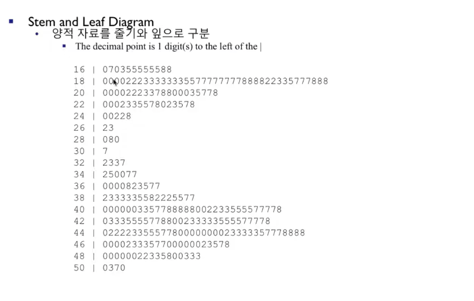 Stem and Leaf Diagram
양적 자료를 줄기와 잎으로 구분
The decimal point is 1 digit(s) to the left of the |
16 | 070355555588
18 | 000022233333335577777777888822335777888
20 | 00002223378800035778
22 | 0002335578023578
24 | 00228
26 | 23
28 | 080
30 | 7
32 | 2337
34 | 250077
36 | 0000823577
38 | 2333335582225577
40 | 0000003357788888002233555577778
42 | 03335555778800233333555577778
44 | 02222335557780000000023333357778888
46 | 0000233357700000023578
48 | 00000022335800333
50 | 0370